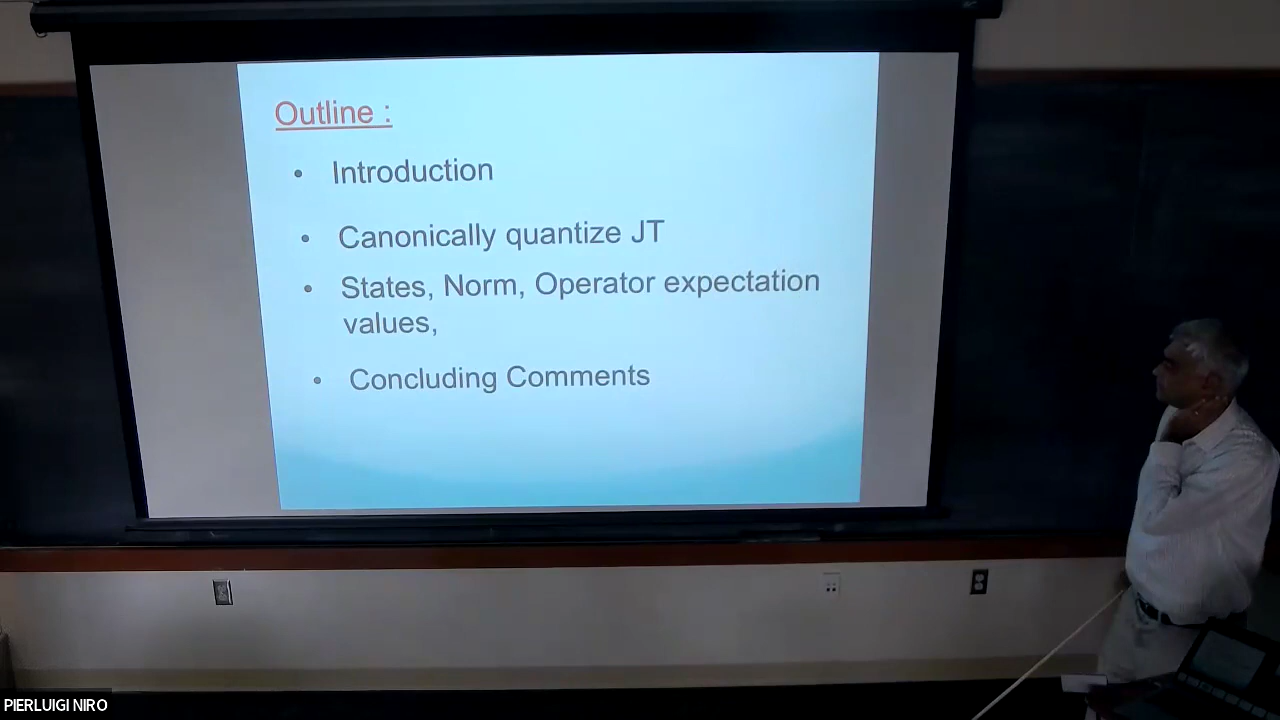 Outline :
• Introduction
• Canonically quantize JT
• States, Norm, Operator expectation
values,
• Concluding Comments
PIERLUIGI NIRO